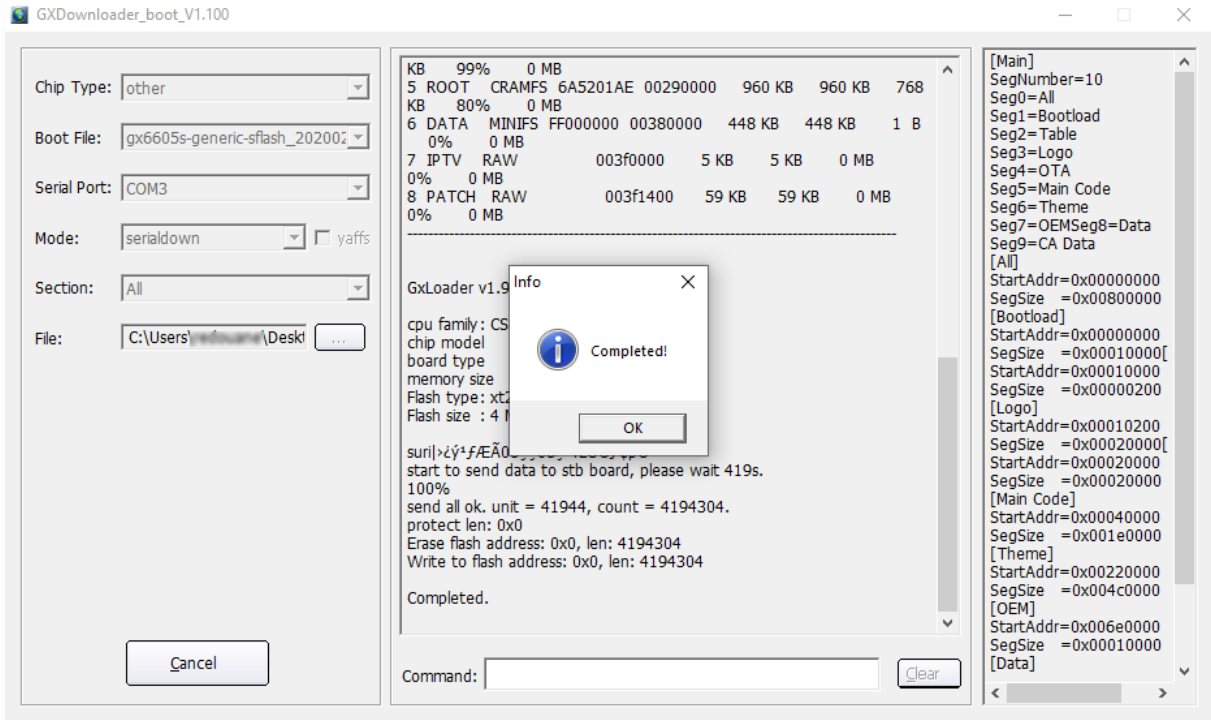 GXDownloader_boot_V1.100
Chip Type: other
Boot File: gx6605s-generic-sflash_202002
Serial Port: COM3
Mode: serialdown yaffs
Section: All
File: C:\Users\ \Deskt ...
Cancel
KB 99% 0 MB
5 ROOT CRAMFS 6A5201AE 00290000 960 KB 960 KB 768
KB 80% 0 MB
6 DATA MINIFS FF000000 00380000 448 KB 448 KB 1 B
0% 0 MB
7 IPTV RAW 003f0000 5 KB 5 KB 0 MB
0% 0 MB
8 PATCH RAW 003f1400 59 KB 59 KB 0 MB
0% 0 MB
GxLoader v1.9
cpu family : CS
chip model
board type
memory size
Flash type : xt2
Flash size : 4
start to send data to stb board, please wait 419s.
100%
send all ok. unit = 41944, count = 4194304.
protect len: 0x0
Erase flash address: 0x0, len: 4194304
Write to flash address: 0x0, len: 4194304
Completed.
Command:
Clear
Info
Completed!
OK
[Main]
SegNumber=10
Seg0=All
Seg1=Bootload
Seg2=Table
Seg3=Logo
Seg4=OTA
Seg5=Main Code
Seg6=Theme
Seg7=OEMSeg8=Data
Seg9=CA Data
[All]
StartAddr=0x00000000
SegSize =0x00800000
[Bootload]
StartAddr=0x00000000
SegSize =0x00010000[
StartAddr=0x00010000
SegSize =0x00000200
[Logo]
StartAddr=0x00010200
SegSize =0x00020000[
StartAddr=0x00020000
SegSize =0x00020000
[Main Code]
StartAddr=0x00040000
SegSize =0x001e0000
[Theme]
StartAddr=0x00220000
SegSize =0x004c0000
[OEM]
StartAddr=0x006e0000
SegSize =0x00010000
[Data]